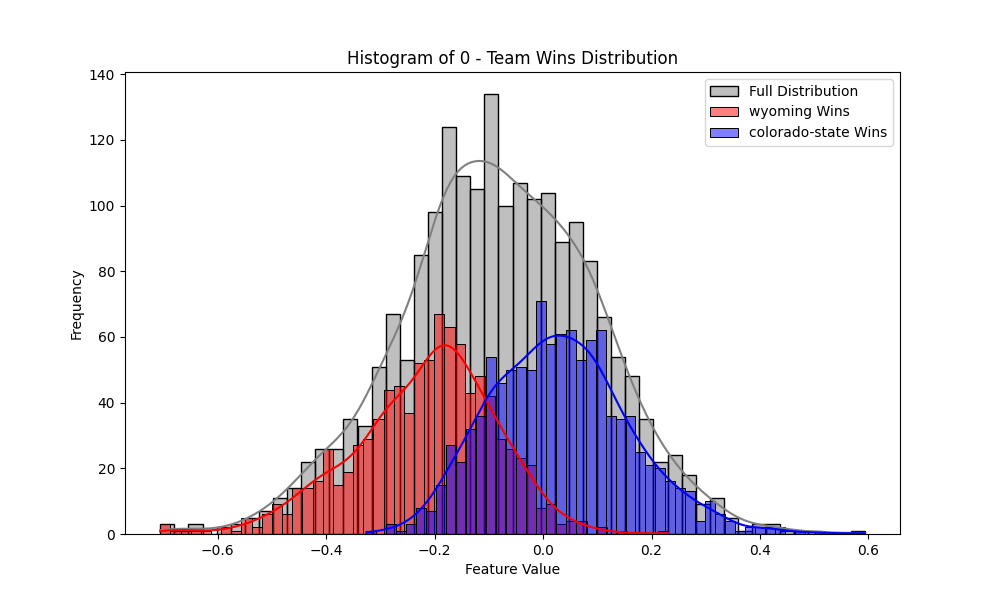 Histogram of 0 - Team Wins Distribution
Full Distribution
wyoming Wins
colorado-state Wins
Frequency
140
120
100
80
60
40
20
0
−0.6
−0.4
−0.2
0.0
0.2
0.4
0.6
Feature Value